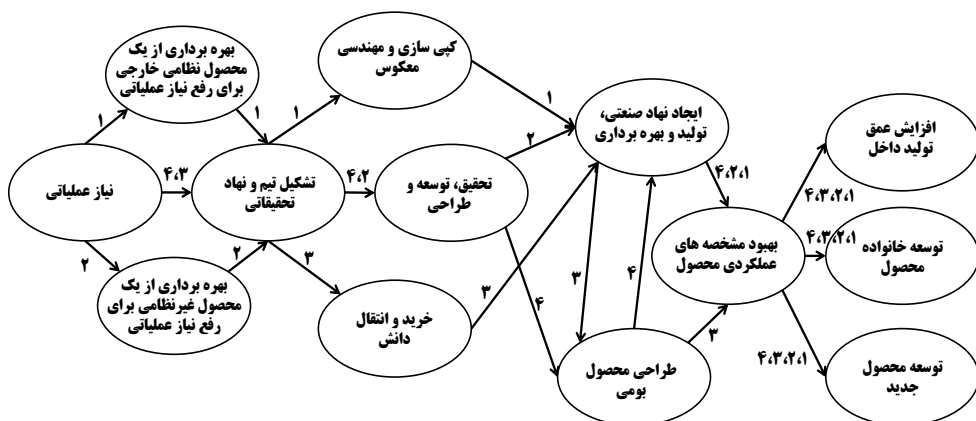 بهره برداری از یک
محصول نظامی خارجی
برای رفع نیاز عملیاتی
کپی سازی و مهندسی
معکوس
ایجاد نهاد صنعتی،
تولید و بهره برداری
افزایش عمق
تولید داخل
۱
۱
۱
۱
۲
نیاز عملیاتی
۴،۳
تشکیل تیم و نهاد
تحقیقاتی
۴،۲
تحقیق، توسعه و
طراحی
۴،۲،۱
۴،۳،۲،۱
بهبود مشخصه های
عملکردی محصول
۴،۳،۲،۱
توسعه خانواده
محصول
۲
۲
۳
۳
۴
۳
۴
بهره برداری از یک
محصول غیرنظامی برای
رفع نیاز عملیاتی
خرید و انتقال
دانش
طراحی محصول
بومی
۳
۴،۳،۲،۱
توسعه محصول
جدید